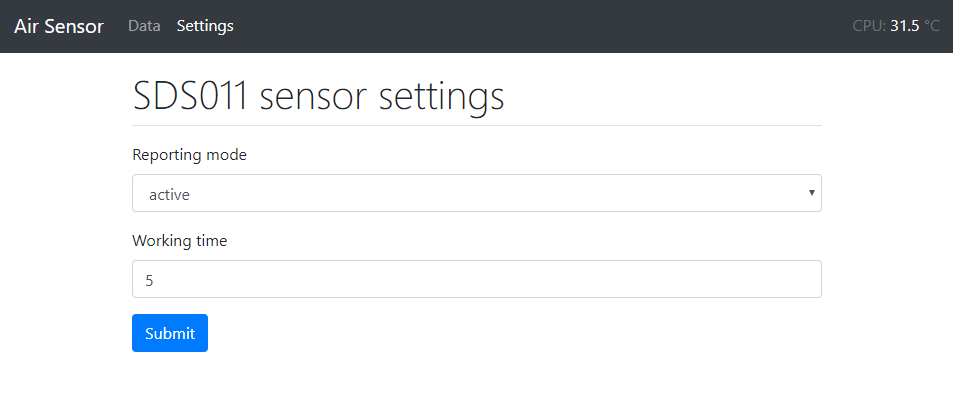 Air Sensor Data Settings CPU: 31.5 °C
SDS011 sensor settings
Reporting mode
active
Working time
5
Submit